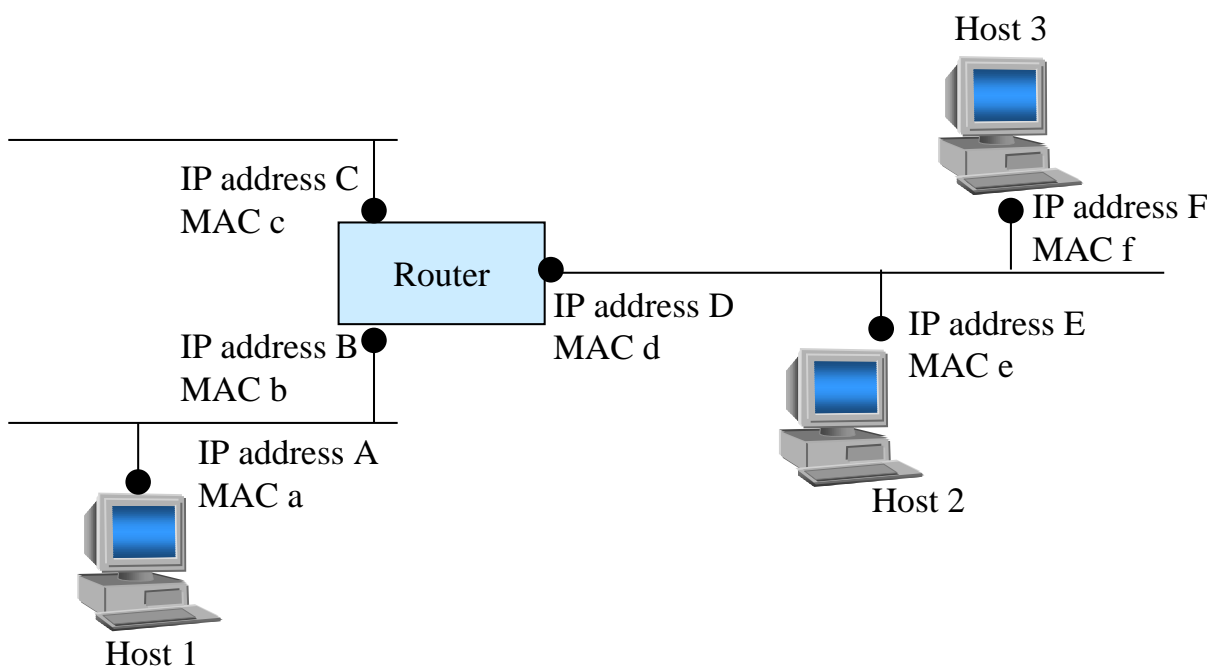 Host 3
IP address C
MAC c
IP address F
MAC f
Router
IP address D
MAC d
IP address E
MAC e
IP address B
MAC b
IP address A
MAC a
Host 2
Host 1